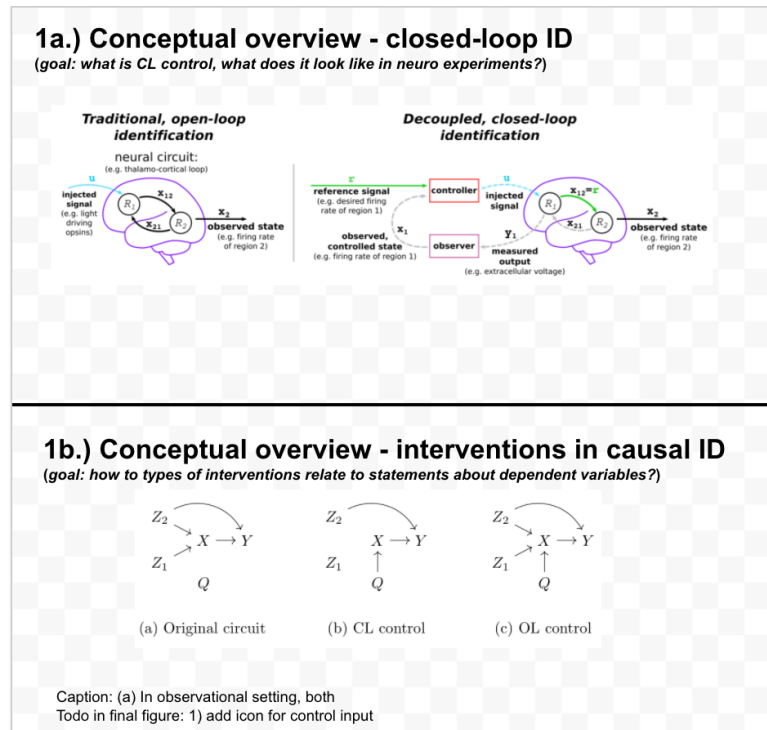 1a.) Conceptual overview - closed-loop ID
(goal: what is CL control, what does it look like in neuro experiments?)
Traditional, open-loop
identification
neural circuit:
(e.g. thalamo-cortical loop)
u
injected
signal
(e.g. light
driving
opsins)
R₁
x₁₂
x₂₁
R₂
x₂
observed state
(e.g. firing rate
of region 2)
Decoupled, closed-loop
identification
r
reference signal
(e.g. desired firing
rate of region 1)
controller
u
injected
signal
R₁
x₁₂=r
x₂₁
R₂
x₂
observed state
(e.g. firing rate
of region 2)
x₁
observed,
controlled state
(e.g. firing rate of region 1)
observer
y₁
measured
output
(e.g. extracellular voltage)
1b.) Conceptual overview - interventions in causal ID
(goal: how to types of interventions relate to statements about dependent variables?)
Z₂
X → Y
Z₁
Q
(a) Original circuit
Z₂
X → Y
Z₁
Q
(b) CL control
Z₂
X → Y
Z₁
Q
(c) OL control
Caption: (a) In observational setting, both
Todo in final figure: 1) add icon for control input